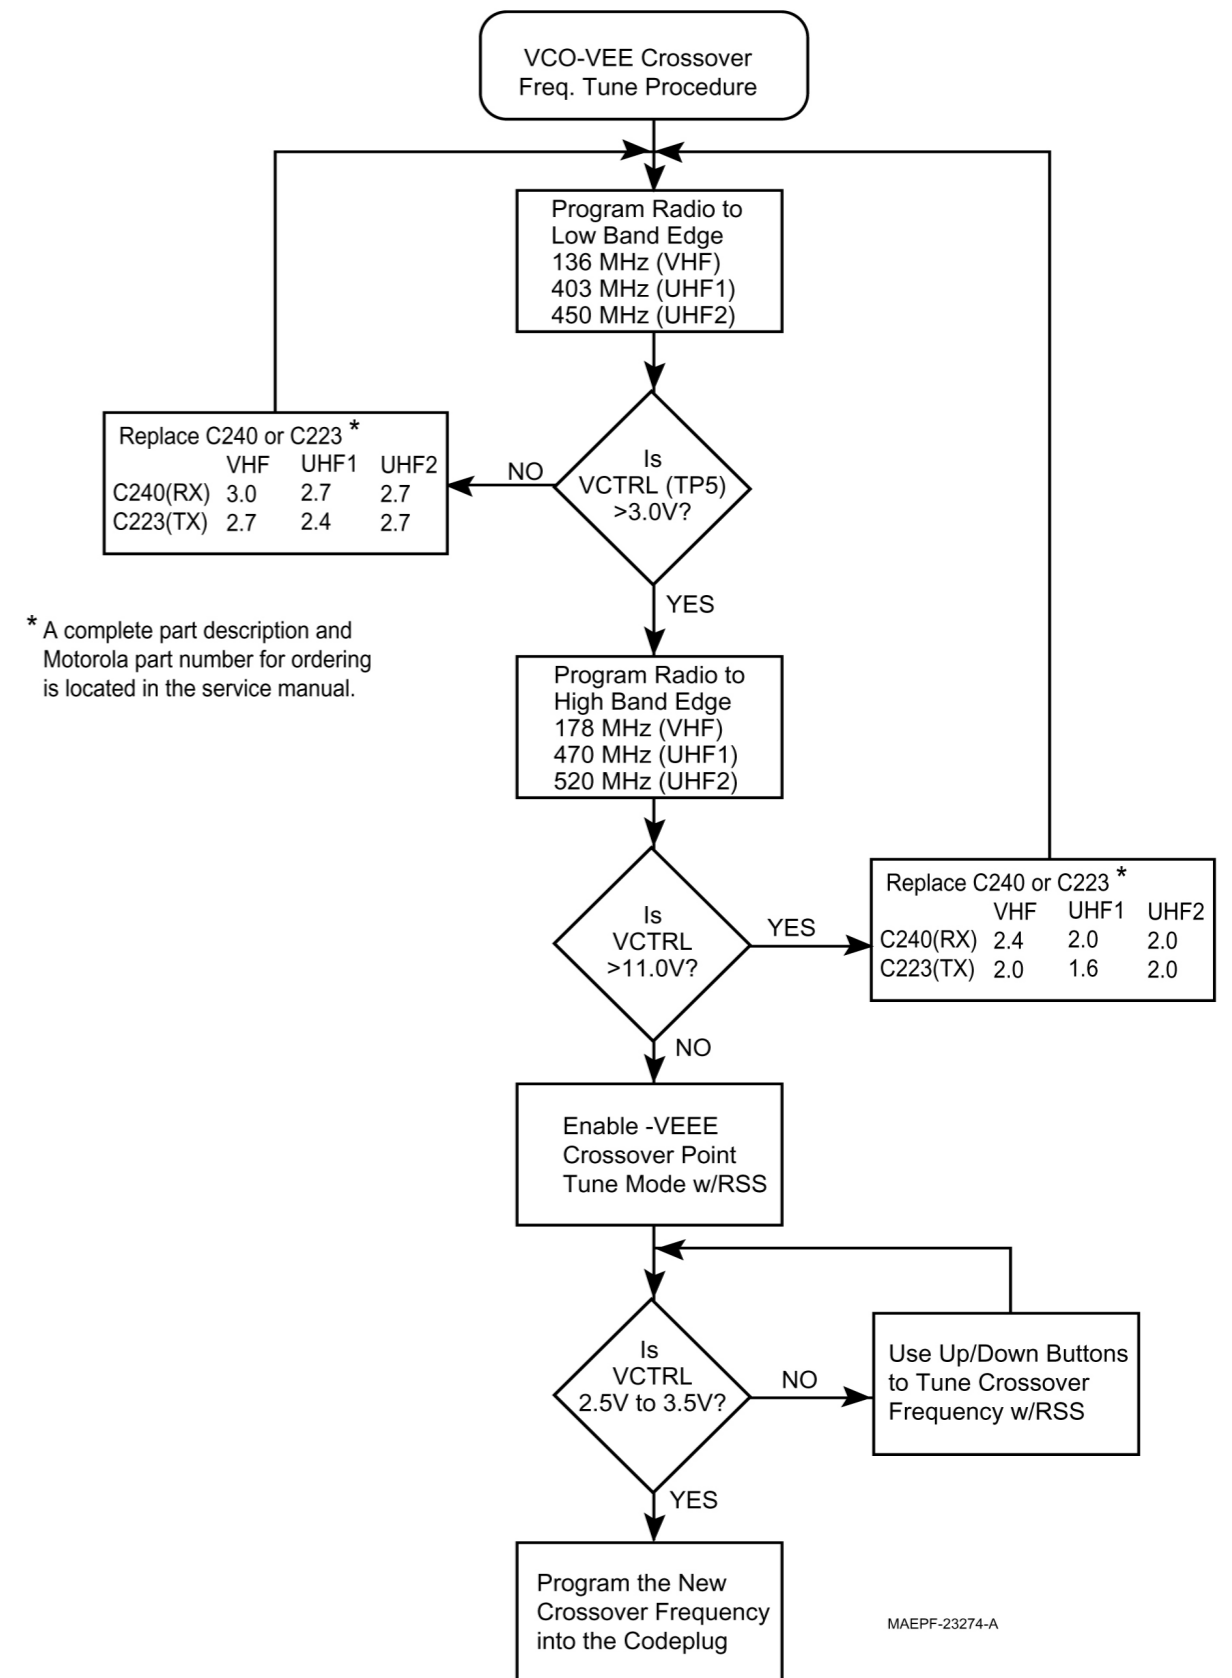 VCO-VEE Crossover
Freq. Tune Procedure
Program Radio to
Low Band Edge
136 MHz (VHF)
403 MHz (UHF1)
450 MHz (UHF2)
Is
VCTRL (TP5)
>3.0V?
NO
Replace C240 or C223 *
VHF UHF1 UHF2
C240(RX) 3.0 2.7 2.7
C223(TX) 2.7 2.4 2.7
YES
* A complete part description and
Motorola part number for ordering
is located in the service manual.
Program Radio to
High Band Edge
178 MHz (VHF)
470 MHz (UHF1)
520 MHz (UHF2)
Is
VCTRL
>11.0V?
YES
Replace C240 or C223 *
VHF UHF1 UHF2
C240(RX) 2.4 2.0 2.0
C223(TX) 2.0 1.6 2.0
NO
Enable -VEEE
Crossover Point
Tune Mode w/RSS
Is
VCTRL
2.5V to 3.5V?
NO
Use Up/Down Buttons
to Tune Crossover
Frequency w/RSS
YES
Program the New
Crossover Frequency
into the Codeplug
MAEPF-23274-A